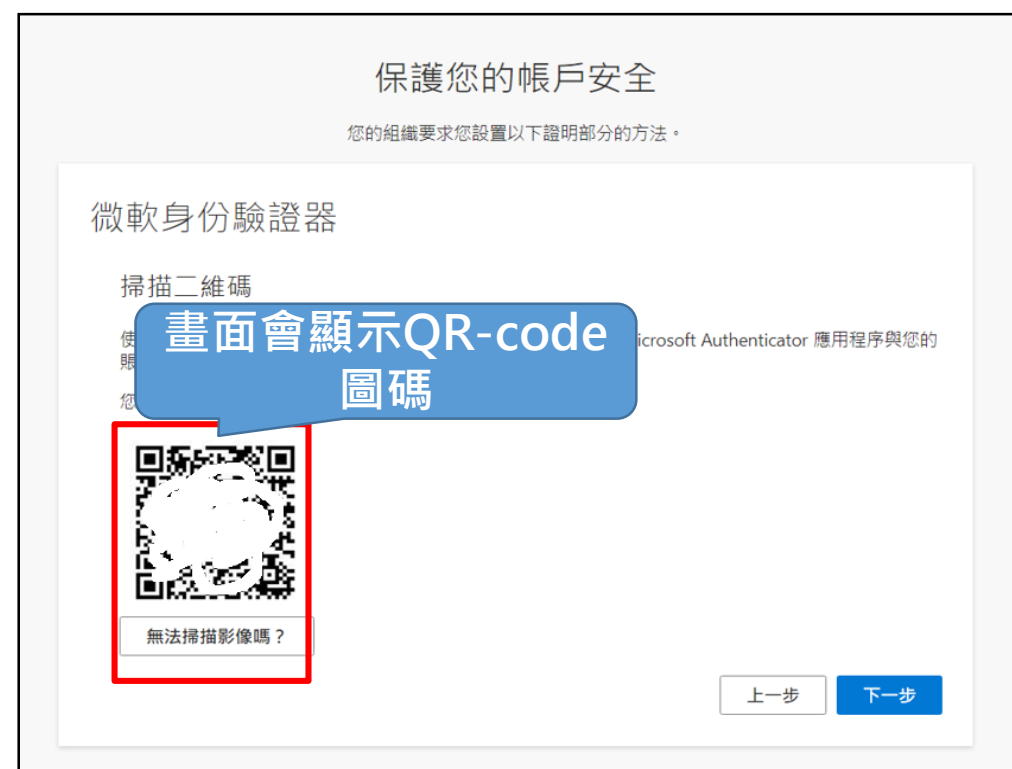 保護您的帳戶安全
您的組織要求您設置以下證明部分的方法。
微軟身份驗證器
掃描二維碼
畫面會顯示QR-code
圖碼
使
icrosoft Authenticator 應用程序與您的
您
無法掃描影像嗎？
上一步
下一步